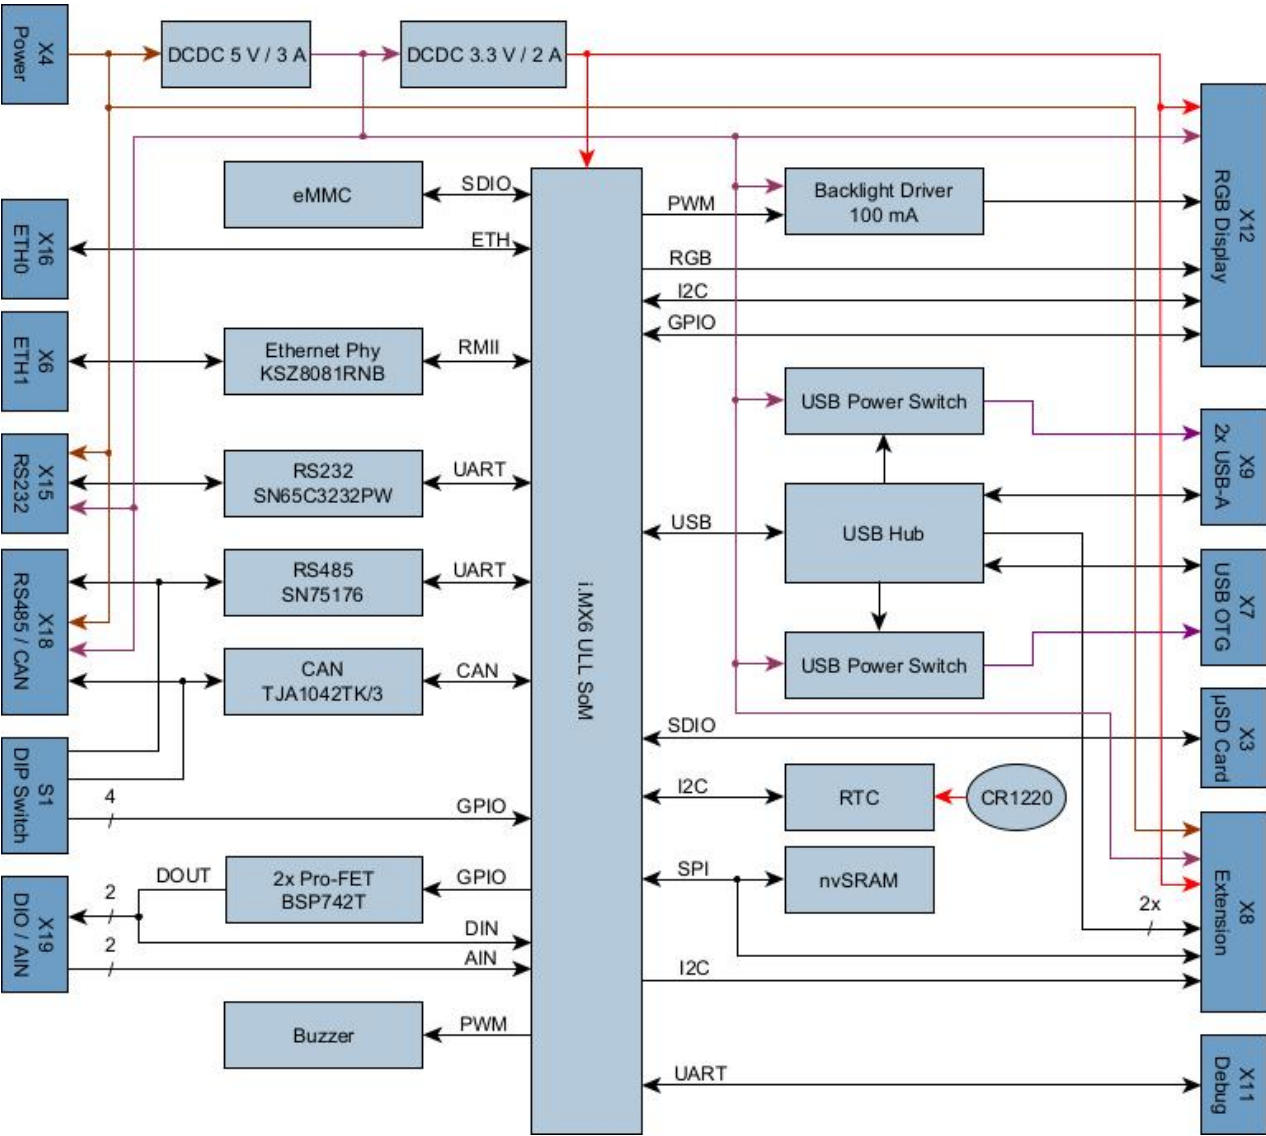 X4
Power
DCDC 5 V / 3 A
DCDC 3.3 V / 2 A
X12
RGB Display
eMMC
SDIO
PWM
Backlight Driver
100 mA
X16
ETH0
ETH
RGB
I2C
GPIO
X6
ETH1
Ethernet Phy
KSZ8081RNB
RMII
USB Power Switch
X9
2x USB-A
X15
RS232
RS232
SN65C3232PW
UART
USB
USB Hub
X18
RS485 / CAN
RS485
SN75176
UART
i.MX6 ULL SoM
X7
USB OTG
CAN
TJA1042TK/3
CAN
USB Power Switch
X3
µSD Card
SDIO
S1
DIP Switch
4
GPIO
I2C
RTC
CR1220
X8
Extension
X19
DIO / AIN
DOUT
2
2
2x Pro-FET
BSP742T
GPIO
DIN
AIN
SPI
nvSRAM
2x
I2C
Buzzer
PWM
UART
X11
Debug